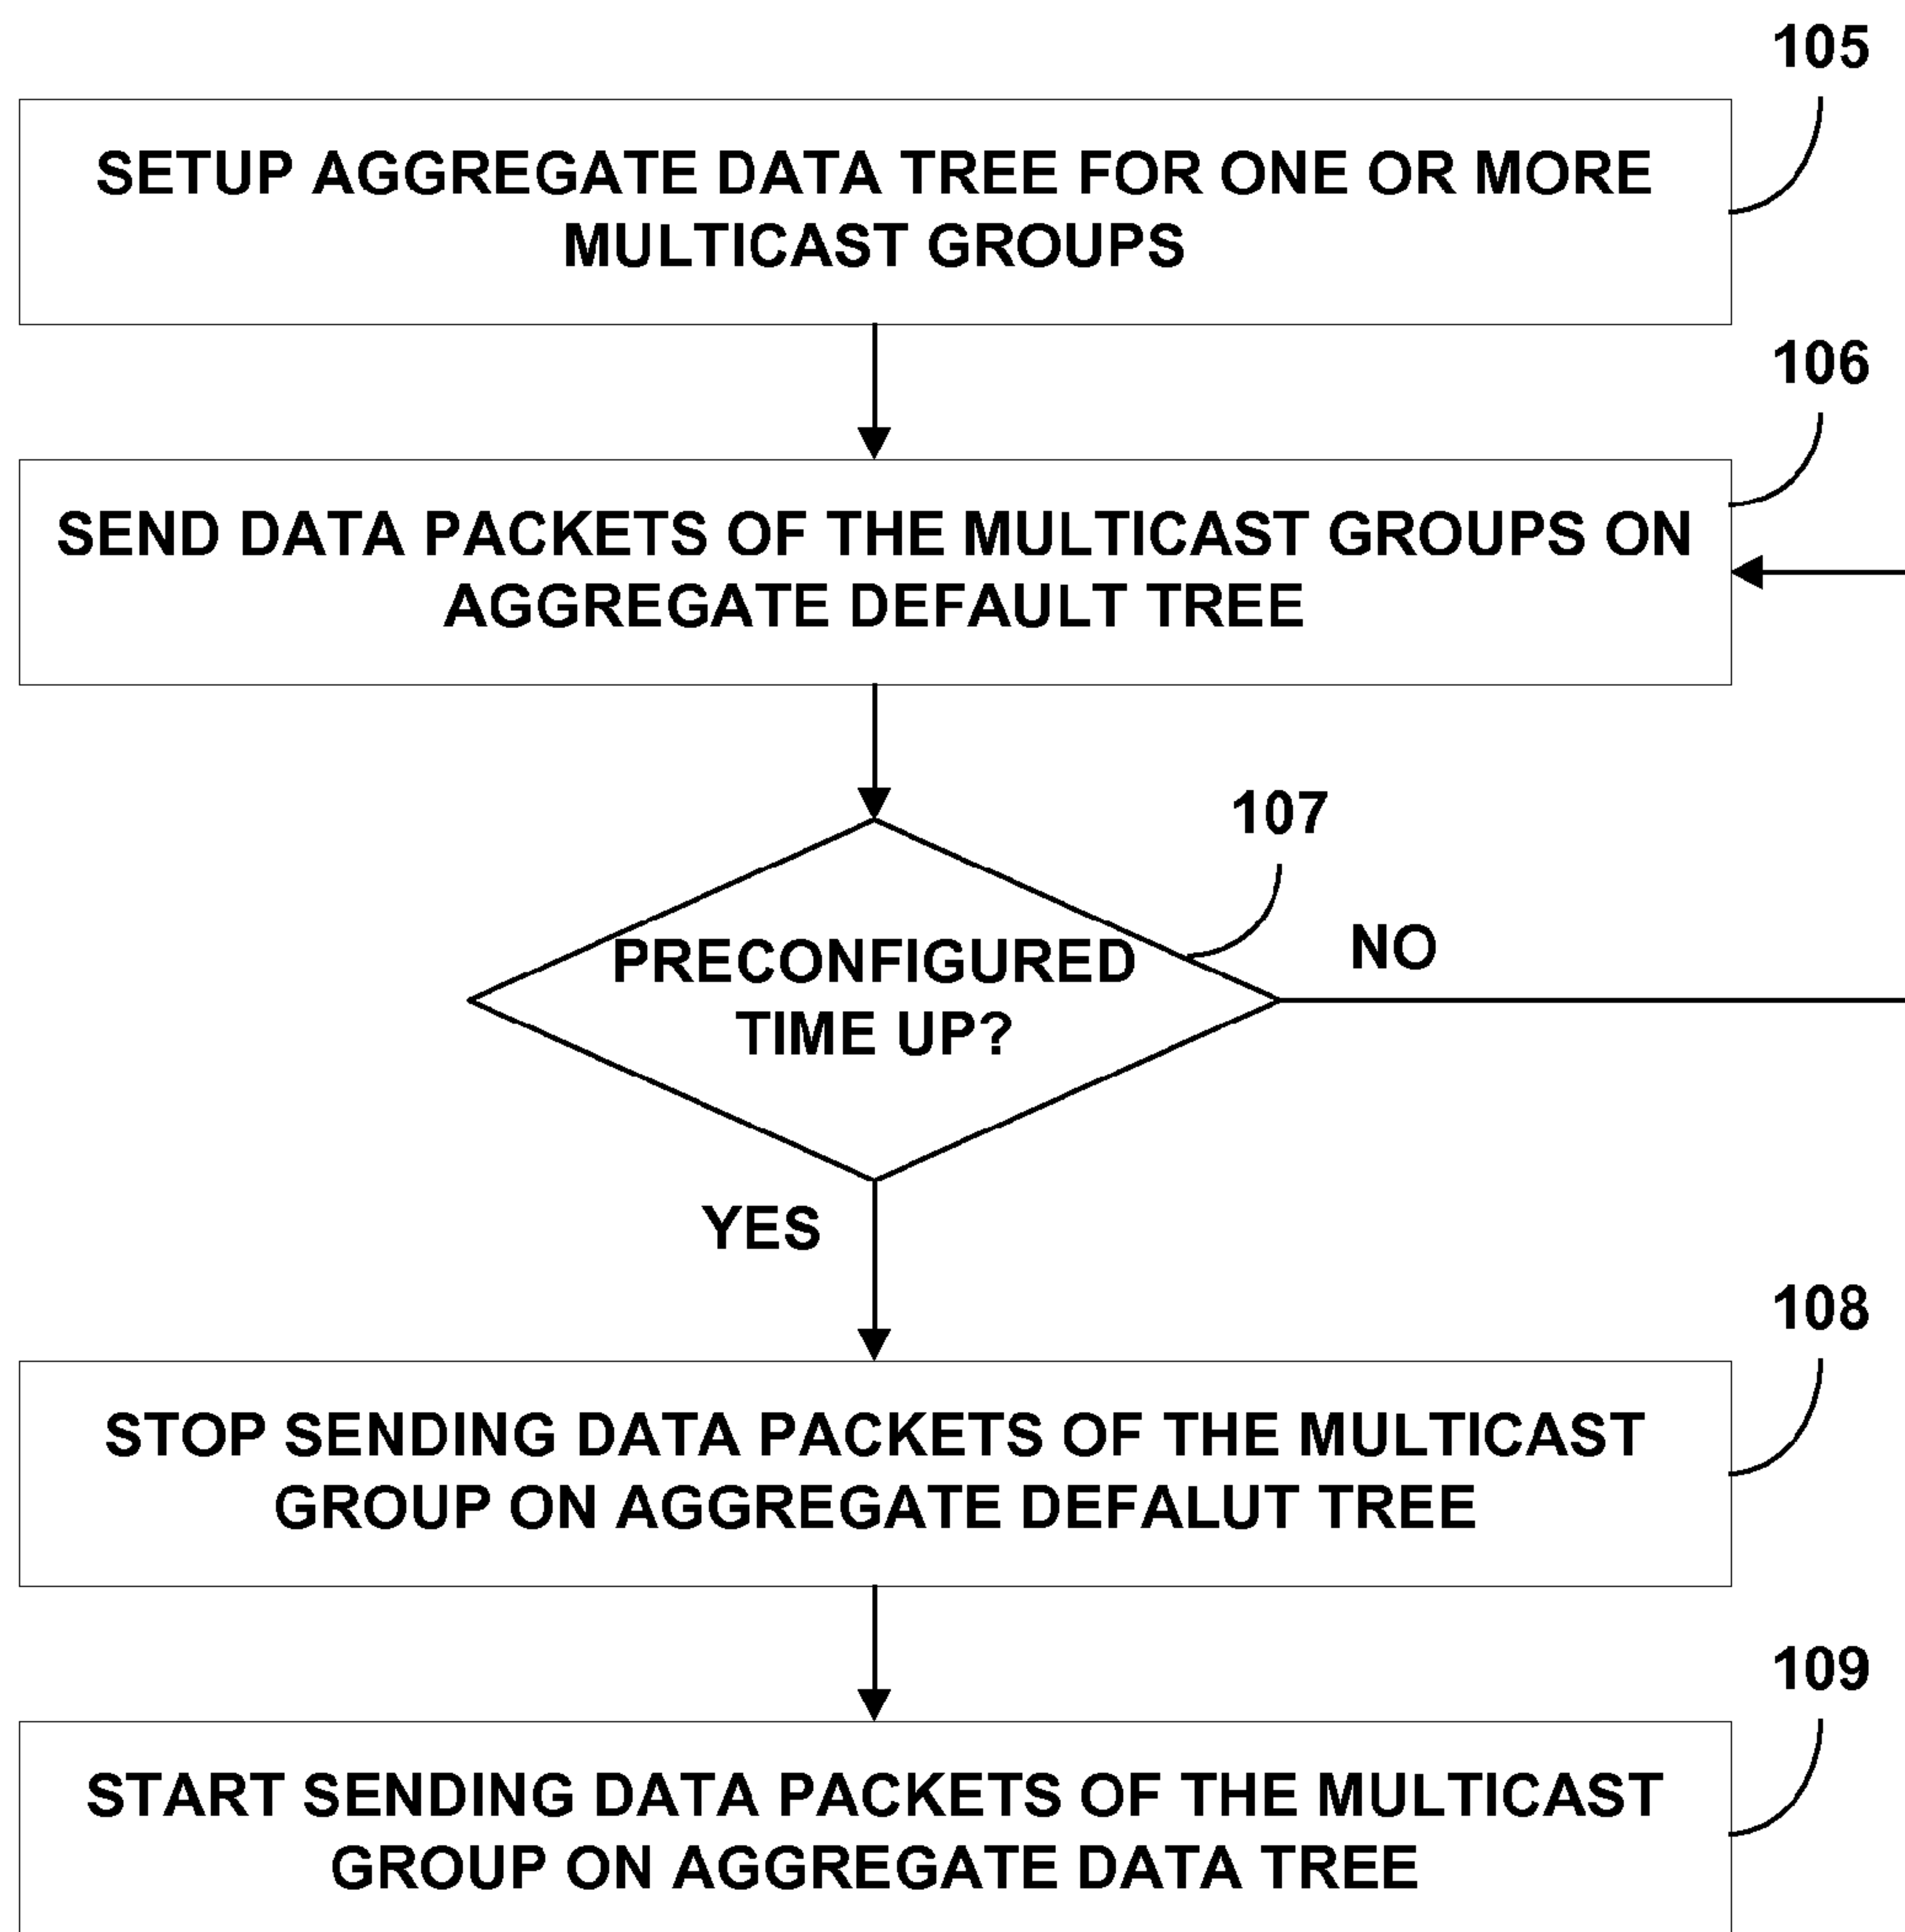 105
SETUP AGGREGATE DATA TREE FOR ONE OR MORE
MULTICAST GROUPS
106
SEND DATA PACKETS OF THE MULTICAST GROUPS ON
AGGREGATE DEFAULT TREE
107
PRECONFIGURED
TIME UP?
NO
YES
108
STOP SENDING DATA PACKETS OF THE MULTICAST
GROUP ON AGGREGATE DEFALUT TREE
109
START SENDING DATA PACKETS OF THE MULTICAST
GROUP ON AGGREGATE DATA TREE